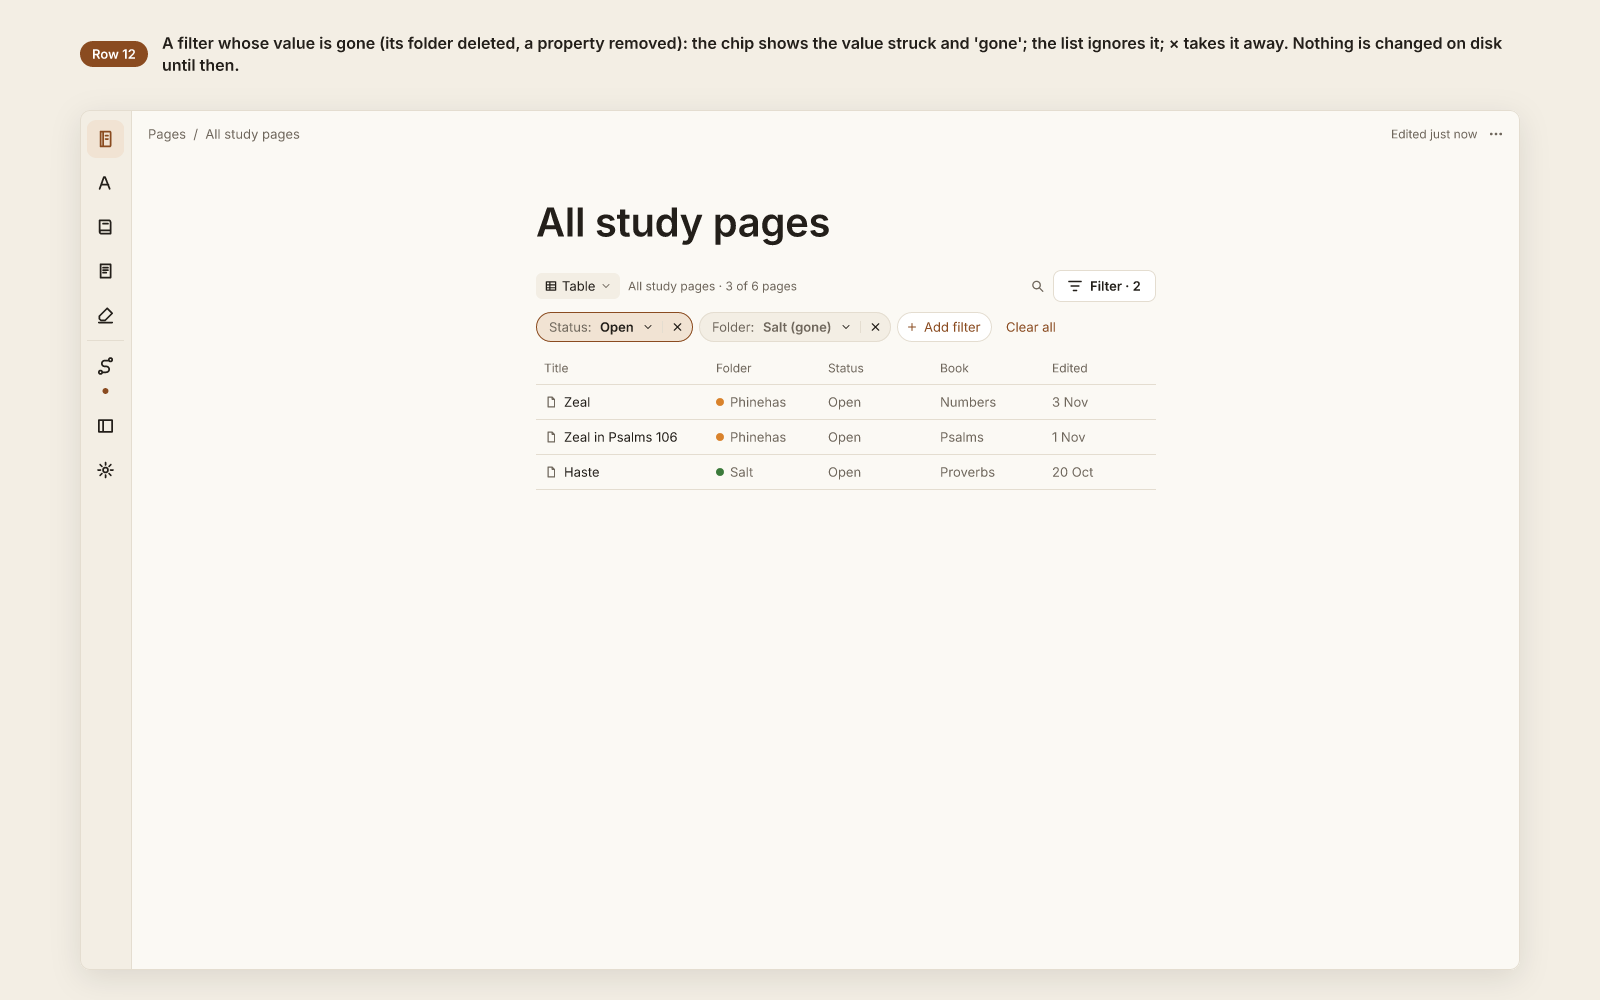 Row 12
A filter whose value is gone (its folder deleted, a property removed): the chip shows the value struck and 'gone'; the list ignores it; × takes it away. Nothing is changed on disk
until then.
Pages / All study pages
Edited just now
All study pages
Table
All study pages · 3 of 6 pages
Filter · 2
Status: Open
Folder: Salt (gone)
+ Add filter
Clear all
Title Folder Status Book Edited
Zeal Phinehas Open Numbers 3 Nov
Zeal in Psalms 106 Phinehas Open Psalms 1 Nov
Haste Salt Open Proverbs 20 Oct